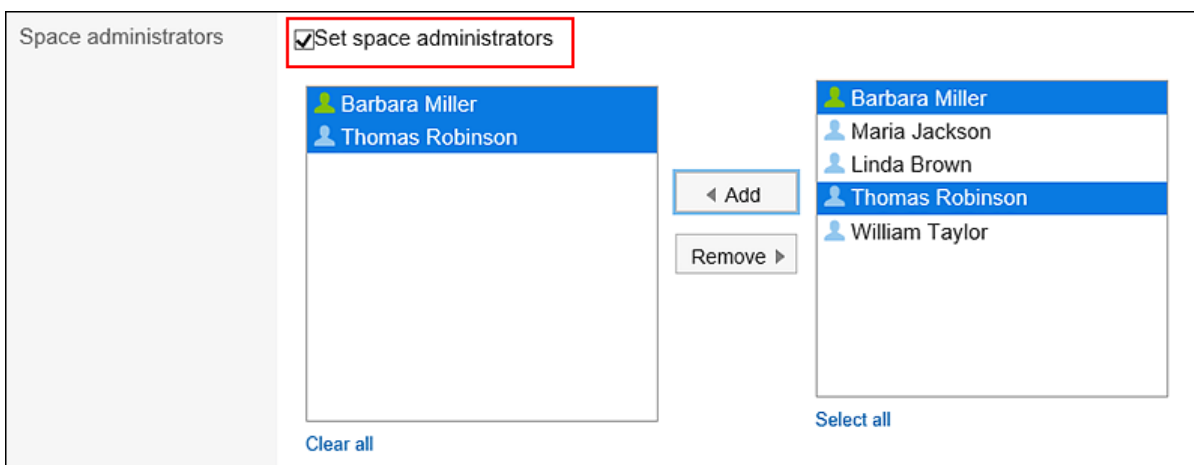 Space administrators
Set space administrators
Barbara Miller
Thomas Robinson
Clear all
Add
Remove
Barbara Miller
Maria Jackson
Linda Brown
Thomas Robinson
William Taylor
Select all